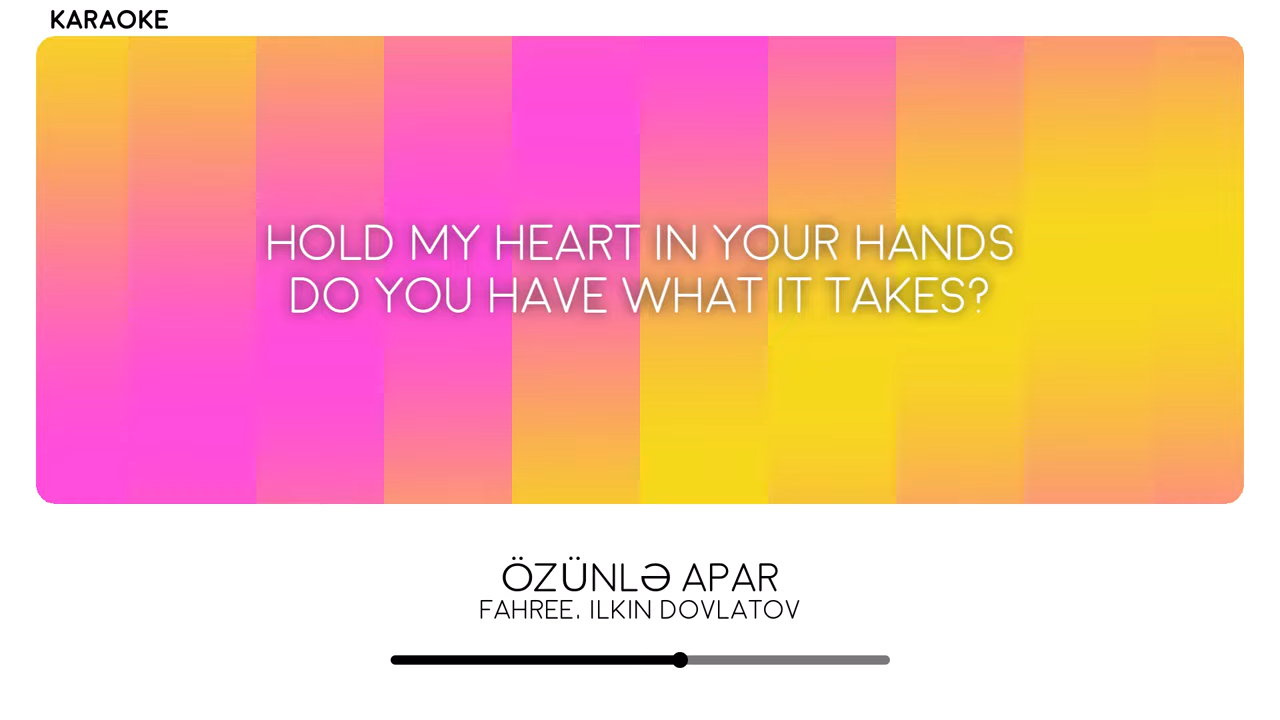 KARAOKE
HOLD MY HEART IN YOUR HANDS
DO YOU HAVE WHAT IT TAKES?
ÖZÜNLƏ APAR
FAHREE, ILKIN DOVLATOV